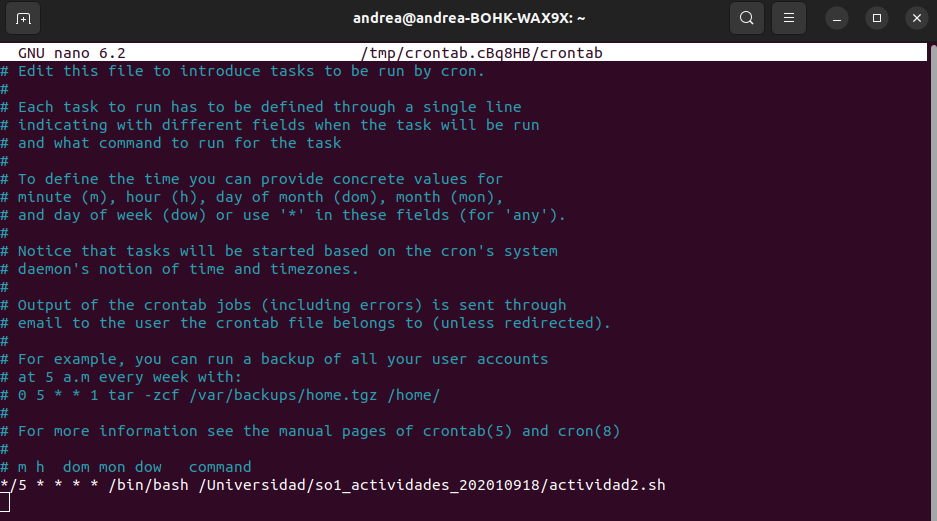 andrea@andrea-BOHK-WAX9X: ~
GNU nano 6.2 /tmp/crontab.cBq8HB/crontab
# Edit this file to introduce tasks to be run by cron.
#
# Each task to run has to be defined through a single line
# indicating with different fields when the task will be run
# and what command to run for the task
#
# To define the time you can provide concrete values for
# minute (m), hour (h), day of month (dom), month (mon),
# and day of week (dow) or use '*' in these fields (for 'any').
#
# Notice that tasks will be started based on the cron's system
# daemon's notion of time and timezones.
#
# Output of the crontab jobs (including errors) is sent through
# email to the user the crontab file belongs to (unless redirected).
#
# For example, you can run a backup of all your user accounts
# at 5 a.m every week with:
# 0 5 * * 1 tar -zcf /var/backups/home.tgz /home/
#
# For more information see the manual pages of crontab(5) and cron(8)
#
# m h  dom mon dow   command
*/5 * * * * /bin/bash /Universidad/so1_actividades_202010918/actividad2.sh